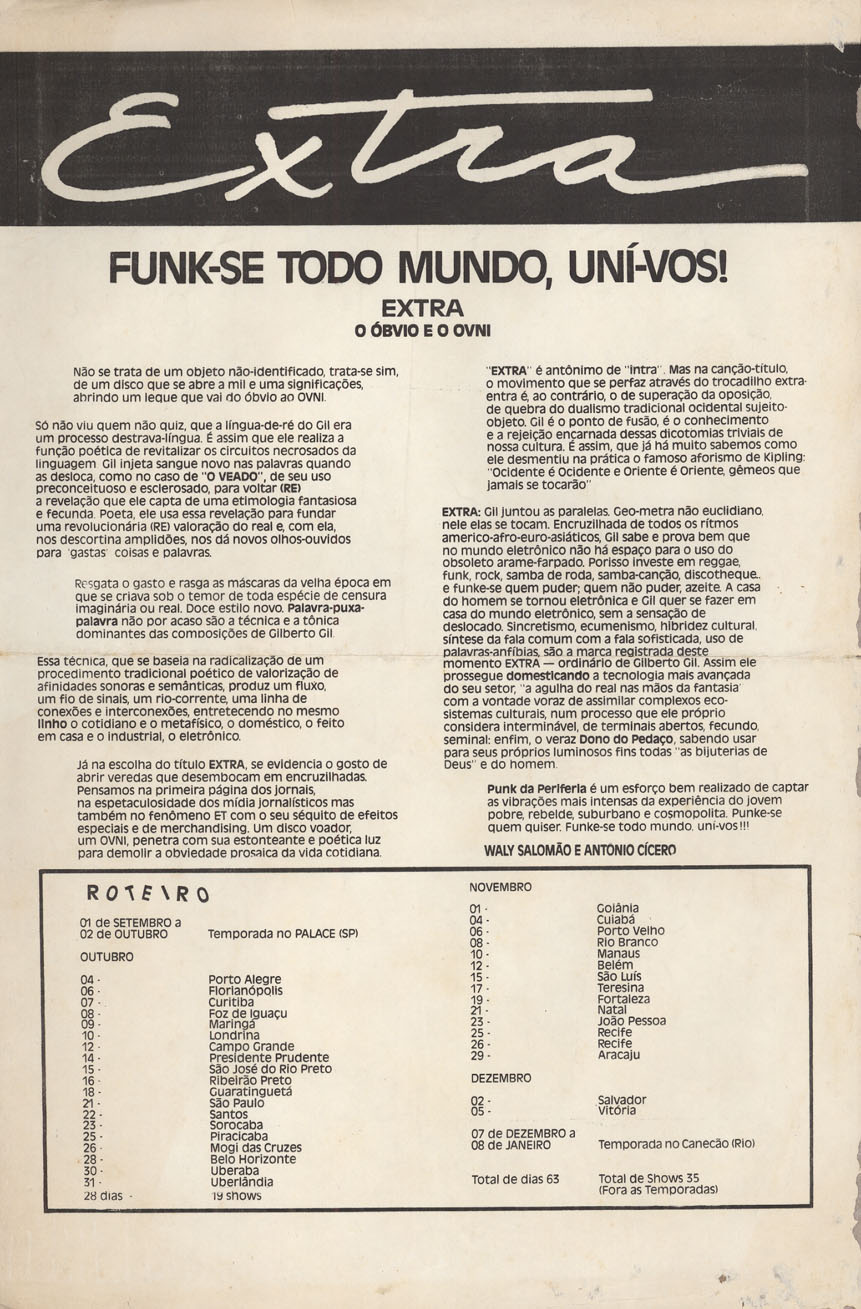 Extra
FUNK-SE TODO MUNDO, UNÍ-VOS!
EXTRA
O ÓBVIO E O OVNI
Não se trata de um objeto não-identificado, trata-se sim,
de um disco que se abre a mil e uma significações,
abrindo um leque que vai do óbvio ao OVNI.
Só não viu quem não quiz, que a língua-de-ré do Gil era
um processo destrava-língua. É assim que ele realiza a
função poética de revitalizar os circuitos necrosados da
linguagem Gil injeta sangue novo nas palavras quando
as desloca, como no caso de "O VEADO", de seu uso
preconceituoso e esclerosado, para voltar (RE)
a revelação que ele capta de uma etimologia fantasiosa
e fecunda. Poeta, ele usa essa revelação para fundar
uma revolucionária (RE) valoração do real e, com ela,
nos descortina amplidões, nos dá novos olhos-ouvidos
para 'gastas' coisas e palavras.
Resgata o gasto e rasga as máscaras da velha época em
que se criava sob o temor de toda espécie de censura
imaginária ou real. Doce estilo novo. Palavra-puxa-
palavra não por acaso são a técnica e a tônica
dominantes das composições de Gilberto Gil.
Essa técnica, que se baseia na radicalização de um
procedimento tradicional poético de valorização de
afinidades sonoras e semânticas, produz um fluxo,
um fio de sinais, um rio-corrente, uma linha de
conexões e interconexões, entretecendo no mesmo
linho o cotidiano e o metafísico, o doméstico, o feito
em casa e o industrial, o eletrônico.
Já na escolha do título EXTRA, se evidencia o gosto de
abrir veredas que desembocam em encruzilhadas.
Pensamos na primeira página dos jornais,
na espetaculosidade dos mídia jornalísticos mas
também no fenômeno ET com o seu séquito de efeitos
especiais e de merchandising. Um disco voador,
um OVNI, penetra com sua estonteante e poética luz
para demolir a obviedade prosaica da vida cotidiana.
"EXTRA" é antônimo de "intra". Mas na canção-título,
o movimento que se perfaz através do trocadilho extra-
entra é, ao contrário, o de superação da oposição,
de quebra do dualismo tradicional ocidental sujeito-
objeto. Gil é o ponto de fusão, é o conhecimento
e a rejeição encarnada dessas dicotomias triviais de
nossa cultura. É assim, que já há muito sabemos como
ele desmentiu na prática o famoso aforismo de Kipling:
"Ocidente é Ocidente e Oriente é Oriente, gêmeos que
jamais se tocarão"
EXTRA: Gil juntou as paralelas. Geo-metra não euclidiano,
nele elas se tocam. Encruzilhada de todos os rítmos
americo-afro-euro-asiáticos, Gil sabe e prova bem que
no mundo eletrônico não há espaço para o uso do
obsoleto arame-farpado. Porisso investe em reggae,
funk, rock, samba de roda, samba-canção, discotheque..
e funke-se quem puder; quem não puder, azeite. A casa
do homem se tornou eletrônica e Gil quer se fazer em
casa do mundo eletrônico, sem a sensação de
deslocado. Sincretismo, ecumenismo, hibridez cultural,
síntese da fala comum com a fala sofisticada, uso de
palavras-anfíbias, são a marca registrada deste
momento EXTRA — ordinário de Gilberto Gil. Assim ele
prossegue domesticando a tecnologia mais avançada
do seu setor, "a agulha do real nas mãos da fantasia"
com a vontade voraz de assimilar complexos eco-
sistemas culturais, num processo que ele próprio
considera interminável, de terminais abertos, fecundo,
seminal: enfim, o veraz Dono do Pedaço, sabendo usar
para seus próprios luminosos fins todas "as bijuterias de
Deus" e do homem.
Punk da Periferia é um esforço bem realizado de captar
as vibrações mais intensas da experiência do jovem
pobre, rebelde, suburbano e cosmopolita. Punke-se
quem quiser. Funke-se todo mundo. uní-vos!!!
WALY SALOMÃO E ANTONIO CÍCERO
ROTEIRO
01 de SETEMBRO a
02 de OUTUBRO Temporada no PALACE (SP)
OUTUBRO
04 - Porto Alegre
06 - Florianópolis
07 - Curitiba
08 - Foz de Iguaçu
09 - Maringá
10 - Londrina
12 - Campo Grande
14 - Presidente Prudente
15 - São José do Rio Preto
16 - Ribeirão Preto
18 - Guaratinguetá
21 - São Paulo
22 - Santos
23 - Sorocaba
25 - Piracicaba
26 - Mogi das Cruzes
28 - Belo Horizonte
30 - Uberaba
31 - Uberlândia
28 dias - 19 shows
NOVEMBRO
01 - Goiânia
04 - Cuiabá
06 - Porto Velho
08 - Rio Branco
10 - Manaus
12 - Belém
15 - São Luís
17 - Teresina
19 - Fortaleza
21 - Natal
23 - João Pessoa
25 - Recife
26 - Recife
29 - Aracaju
DEZEMBRO
02 - Salvador
05 - Vitória
07 de DEZEMBRO a
08 de JANEIRO Temporada no Canecão (Rio)
Total de dias 63 Total de Shows 35
(Fora as Temporadas)